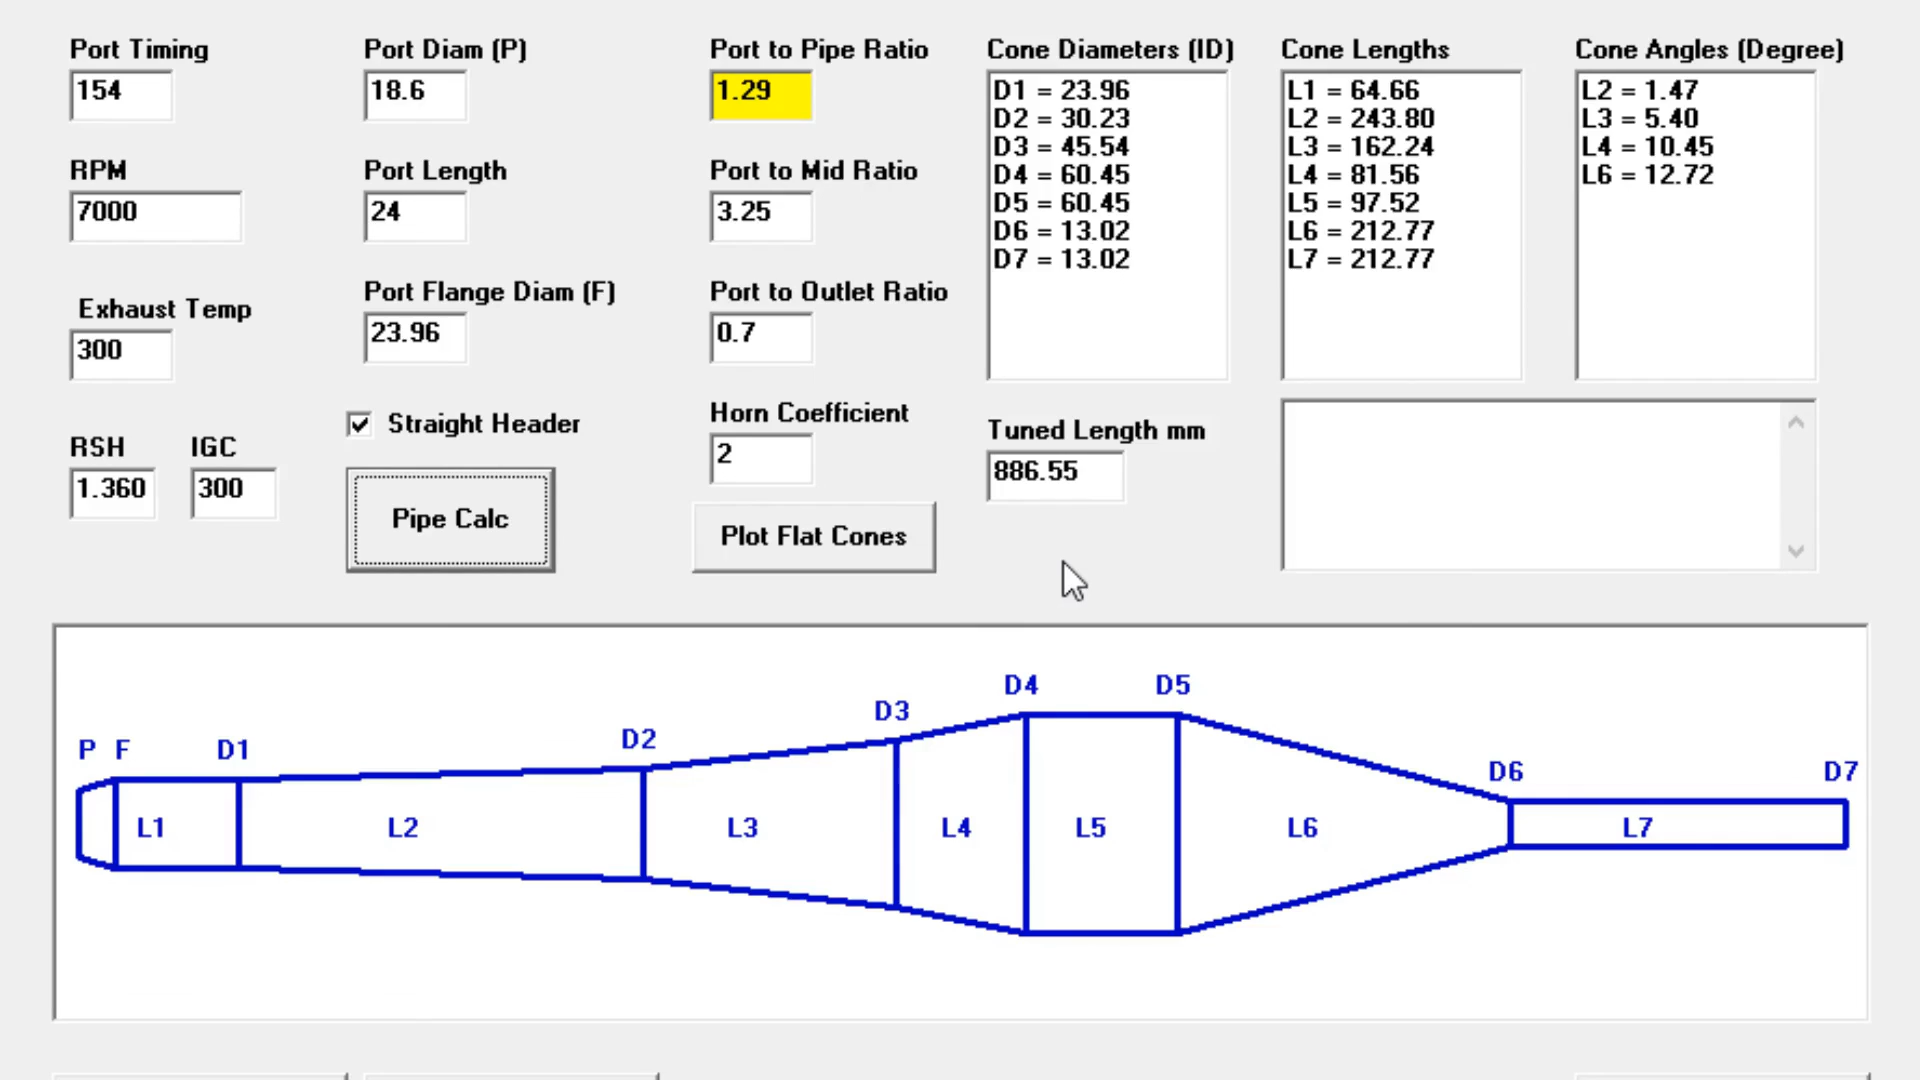 Port Timing
154
RPM
7000
Exhaust Temp
300
RSH
1.360
IGC
300
Port Diam (P)
18.6
Port Length
24
Port Flange Diam (F)
23.96
Straight Header
Pipe Calc
Port to Pipe Ratio
1.29
Port to Mid Ratio
3.25
Port to Outlet Ratio
0.7
Horn Coefficient
2
Plot Flat Cones
Cone Diameters (ID)
D1 = 23.96
D2 = 30.23
D3 = 45.54
D4 = 60.45
D5 = 60.45
D6 = 13.02
D7 = 13.02
Tuned Length mm
886.55
Cone Lengths
L1 = 64.66
L2 = 243.80
L3 = 162.24
L4 = 81.56
L5 = 97.52
L6 = 212.77
L7 = 212.77
Cone Angles (Degree)
L2 = 1.47
L3 = 5.40
L4 = 10.45
L6 = 12.72
P F D1 D2 D3 D4 D5 D6 D7
L1 L2 L3 L4 L5 L6 L7